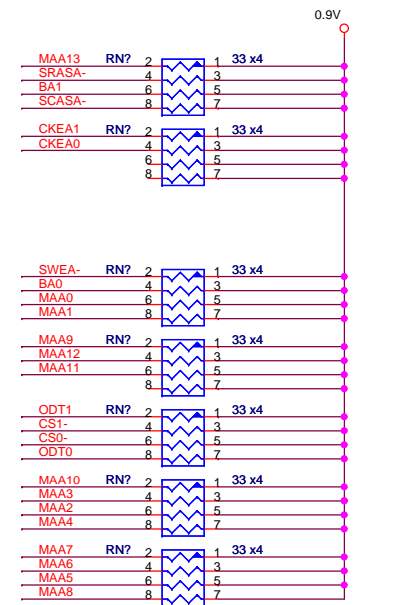 0.9V
MAA13 RN? 2 1 33 x4
SRASA- 4 3
BA1 6 5
SCASA- 8 7
CKEA1 RN? 2 1 33 x4
CKEA0 4 3
6 5
8 7
SWEA- RN? 2 1 33 x4
BA0 4 3
MAA0 6 5
MAA1 8 7
MAA9 RN? 2 1 33 x4
MAA12 4 3
MAA11 6 5
8 7
ODT1 RN? 2 1 33 x4
CS1- 4 3
CS0- 6 5
ODT0 8 7
MAA10 RN? 2 1 33 x4
MAA3 4 3
MAA2 6 5
MAA4 8 7
MAA7 RN? 2 1 33 x4
MAA6 4 3
MAA5 6 5
MAA8 8 7